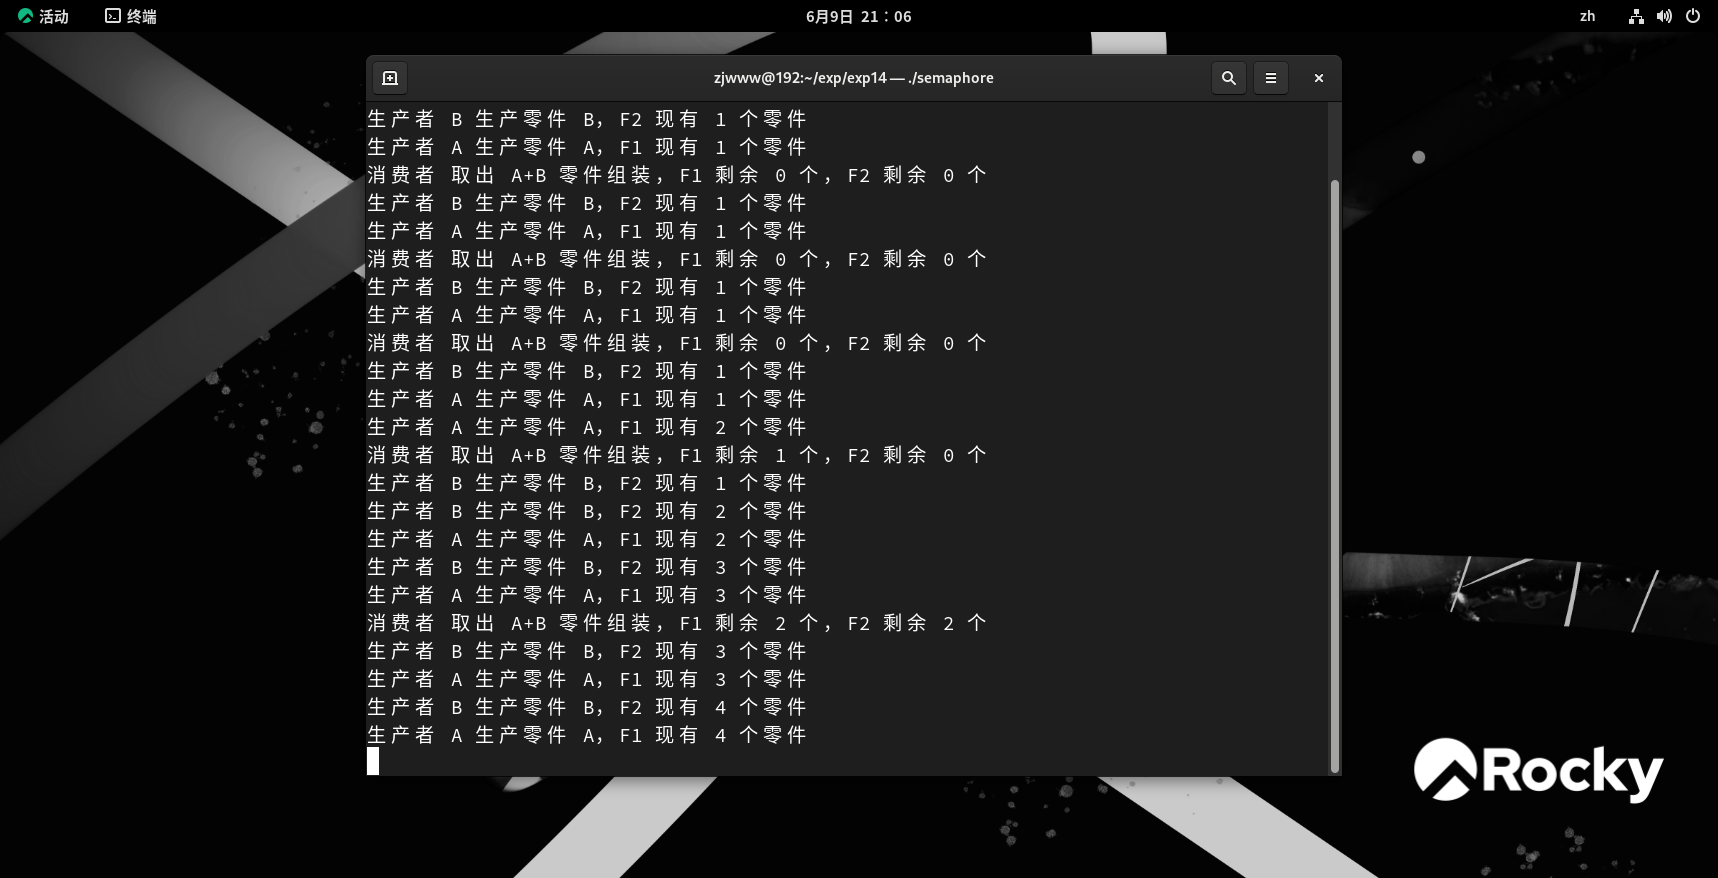 活动 终端 6月9日 21：06 zh
zjwww@192:~/exp/exp14 — ./semaphore
生产者 B 生产零件 B，F2 现有 1 个零件
生产者 A 生产零件 A，F1 现有 1 个零件
消费者 取出 A+B 零件组装，F1 剩余 0 个，F2 剩余 0 个
生产者 B 生产零件 B，F2 现有 1 个零件
生产者 A 生产零件 A，F1 现有 1 个零件
消费者 取出 A+B 零件组装，F1 剩余 0 个，F2 剩余 0 个
生产者 B 生产零件 B，F2 现有 1 个零件
生产者 A 生产零件 A，F1 现有 1 个零件
消费者 取出 A+B 零件组装，F1 剩余 0 个，F2 剩余 0 个
生产者 B 生产零件 B，F2 现有 1 个零件
生产者 A 生产零件 A，F1 现有 1 个零件
生产者 A 生产零件 A，F1 现有 2 个零件
消费者 取出 A+B 零件组装，F1 剩余 1 个，F2 剩余 0 个
生产者 B 生产零件 B，F2 现有 1 个零件
生产者 B 生产零件 B，F2 现有 2 个零件
生产者 A 生产零件 A，F1 现有 2 个零件
生产者 B 生产零件 B，F2 现有 3 个零件
生产者 A 生产零件 A，F1 现有 3 个零件
消费者 取出 A+B 零件组装，F1 剩余 2 个，F2 剩余 2 个
生产者 B 生产零件 B，F2 现有 3 个零件
生产者 A 生产零件 A，F1 现有 3 个零件
生产者 B 生产零件 B，F2 现有 4 个零件
生产者 A 生产零件 A，F1 现有 4 个零件
Rocky